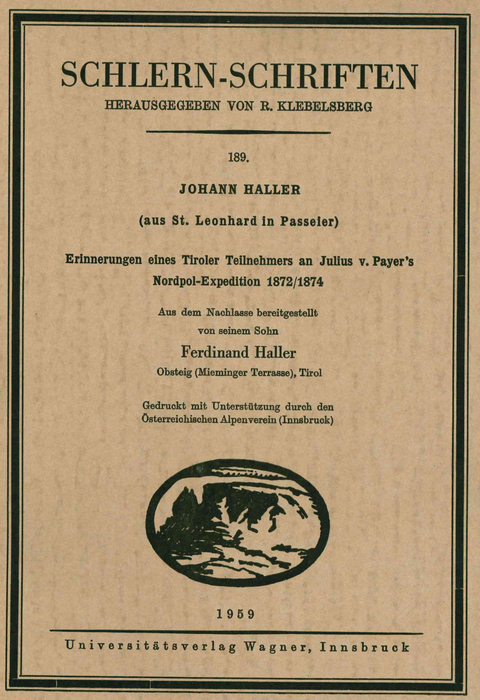 SCHLERN-SCHRIFTEN
HERAUSGEGEBEN VON R. KLEBELSBERG
189.
JOHANN HALLER
(aus St. Leonhard in Passeier)
Erinnerungen eines Tiroler Teilnehmers an Julius v. Payer's
Nordpol-Expedition 1872/1874
Aus dem Nachlasse bereitgestellt
von seinem Sohn
Ferdinand Haller
Obsteig (Mieminger Terrasse), Tirol
Gedruckt mit Unterstützung durch den
Österreichischen Alpenverein (Innsbruck)
1959
Universitätsverlag Wagner, Innsbruck